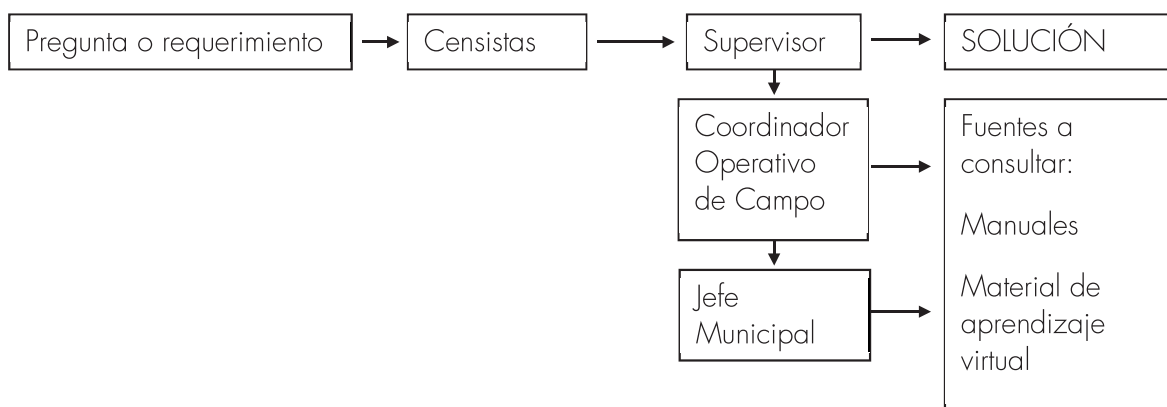 Pregunta o requerimiento
Censistas
Supervisor
SOLUCIÓN
Coordinador
Operativo
de Campo
Fuentes a
consultar:
Manuales
Material de
aprendizaje
virtual
Jefe
Municipal